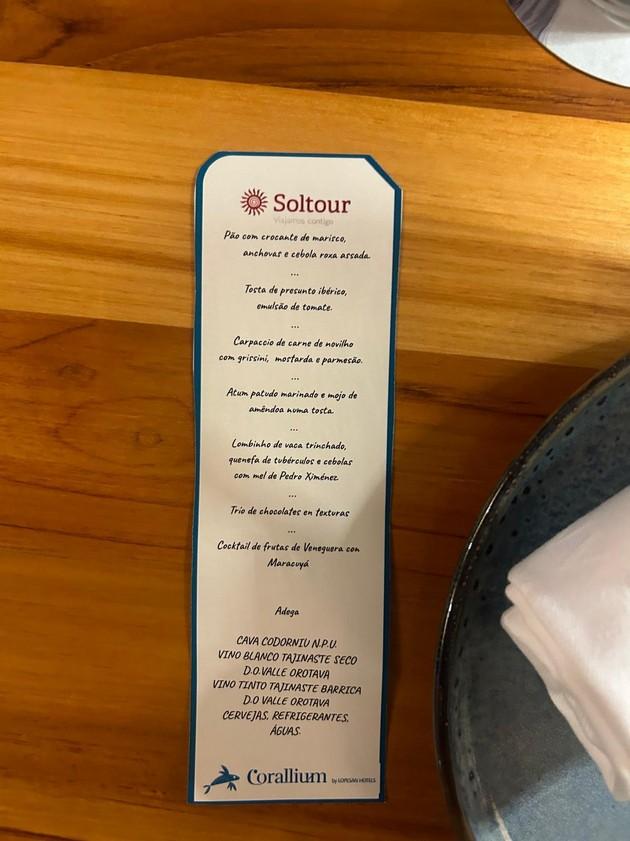 Soltour
Viajamos contigo
Pão com crocante de marisco,
anchovas e cebola roxa assada.
...
Tosta de presunto ibérico,
emulsão de tomate.
...
Carpaccio de carne de novilho
com grissini, mostarda e parmesão.
...
Atum patudo marinado e mojo de
amêndoa numa tosta.
...
Lombinho de vaca trinchado,
quenefa de tubérculos e cebolas
com mel de Pedro Ximénez.
...
Trio de chocolates en texturas
...
Cocktail de frutas de Veneguera con
Maracuyá
Adega
CAVA CODORNIU N.P.U.
VINO BLANCO TAJINASTE SECO
D.O.VALLE OROTAVA
VINO TINTO TAJINASTE BARRICA
D.O VALLE OROTAVA
CERVEJAS, REFRIGERANTES,
ÁGUAS.
Corallium by LOPESAN HOTELS